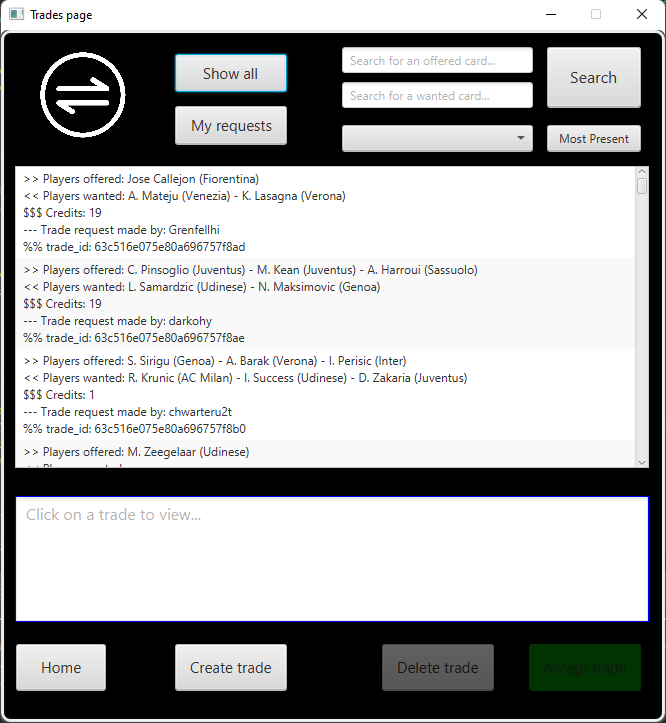 Trades page
Show all
My requests
Search for an offered card...
Search for a wanted card...
Search
Most Present
>> Players offered: Jose Callejon (Fiorentina)
<< Players wanted: A. Mateju (Venezia) - K. Lasagna (Verona)
$$$ Credits: 19
--- Trade request made by: Grenfellhi
%% trade_id: 63c516e075e80a696757f8ad
>> Players offered: C. Pinsoglio (Juventus) - M. Kean (Juventus) - A. Harroui (Sassuolo)
<< Players wanted: L. Samardzic (Udinese) - N. Maksimovic (Genoa)
$$$ Credits: 19
--- Trade request made by: darkohy
%% trade_id: 63c516e075e80a696757f8ae
>> Players offered: S. Sirigu (Genoa) - A. Barak (Verona) - I. Perisic (Inter)
<< Players wanted: R. Krunic (AC Milan) - I. Success (Udinese) - D. Zakaria (Juventus)
$$$ Credits: 1
--- Trade request made by: chwarteru2t
%% trade_id: 63c516e075e80a696757f8b0
>> Players offered: M. Zeegelaar (Udinese)
Click on a trade to view...
Home
Create trade
Delete trade
Accept trade